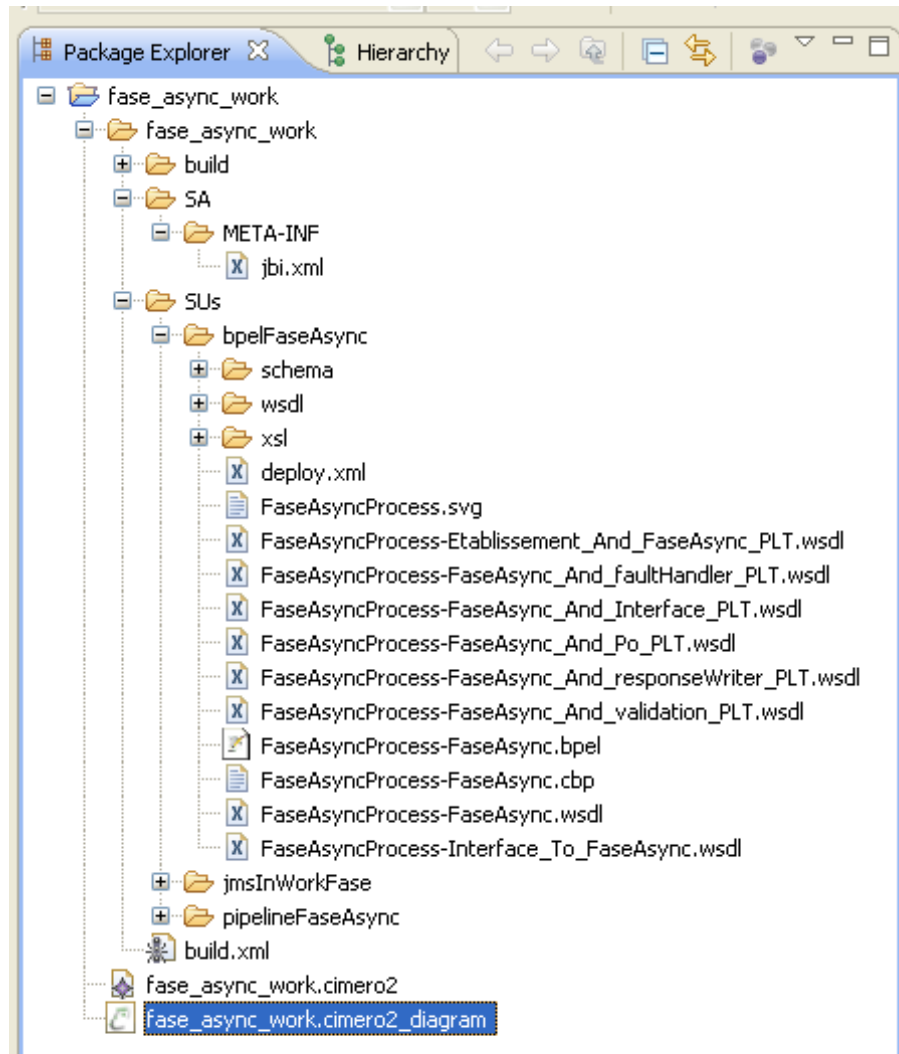 Package Explorer Hierarchy
fase_async_work
fase_async_work
build
SA
META-INF
jbi.xml
SUs
bpelFaseAsync
schema
wsdl
xsl
deploy.xml
FaseAsyncProcess.svg
FaseAsyncProcess-Etablissement_And_FaseAsync_PLT.wsdl
FaseAsyncProcess-FaseAsync_And_faultHandler_PLT.wsdl
FaseAsyncProcess-FaseAsync_And_Interface_PLT.wsdl
FaseAsyncProcess-FaseAsync_And_Po_PLT.wsdl
FaseAsyncProcess-FaseAsync_And_responseWriter_PLT.wsdl
FaseAsyncProcess-FaseAsync_And_validation_PLT.wsdl
FaseAsyncProcess-FaseAsync.bpel
FaseAsyncProcess-FaseAsync.cbp
FaseAsyncProcess-FaseAsync.wsdl
FaseAsyncProcess-Interface_To_FaseAsync.wsdl
jmsInWorkFase
pipelineFaseAsync
build.xml
fase_async_work.cimero2
fase_async_work.cimero2_diagram